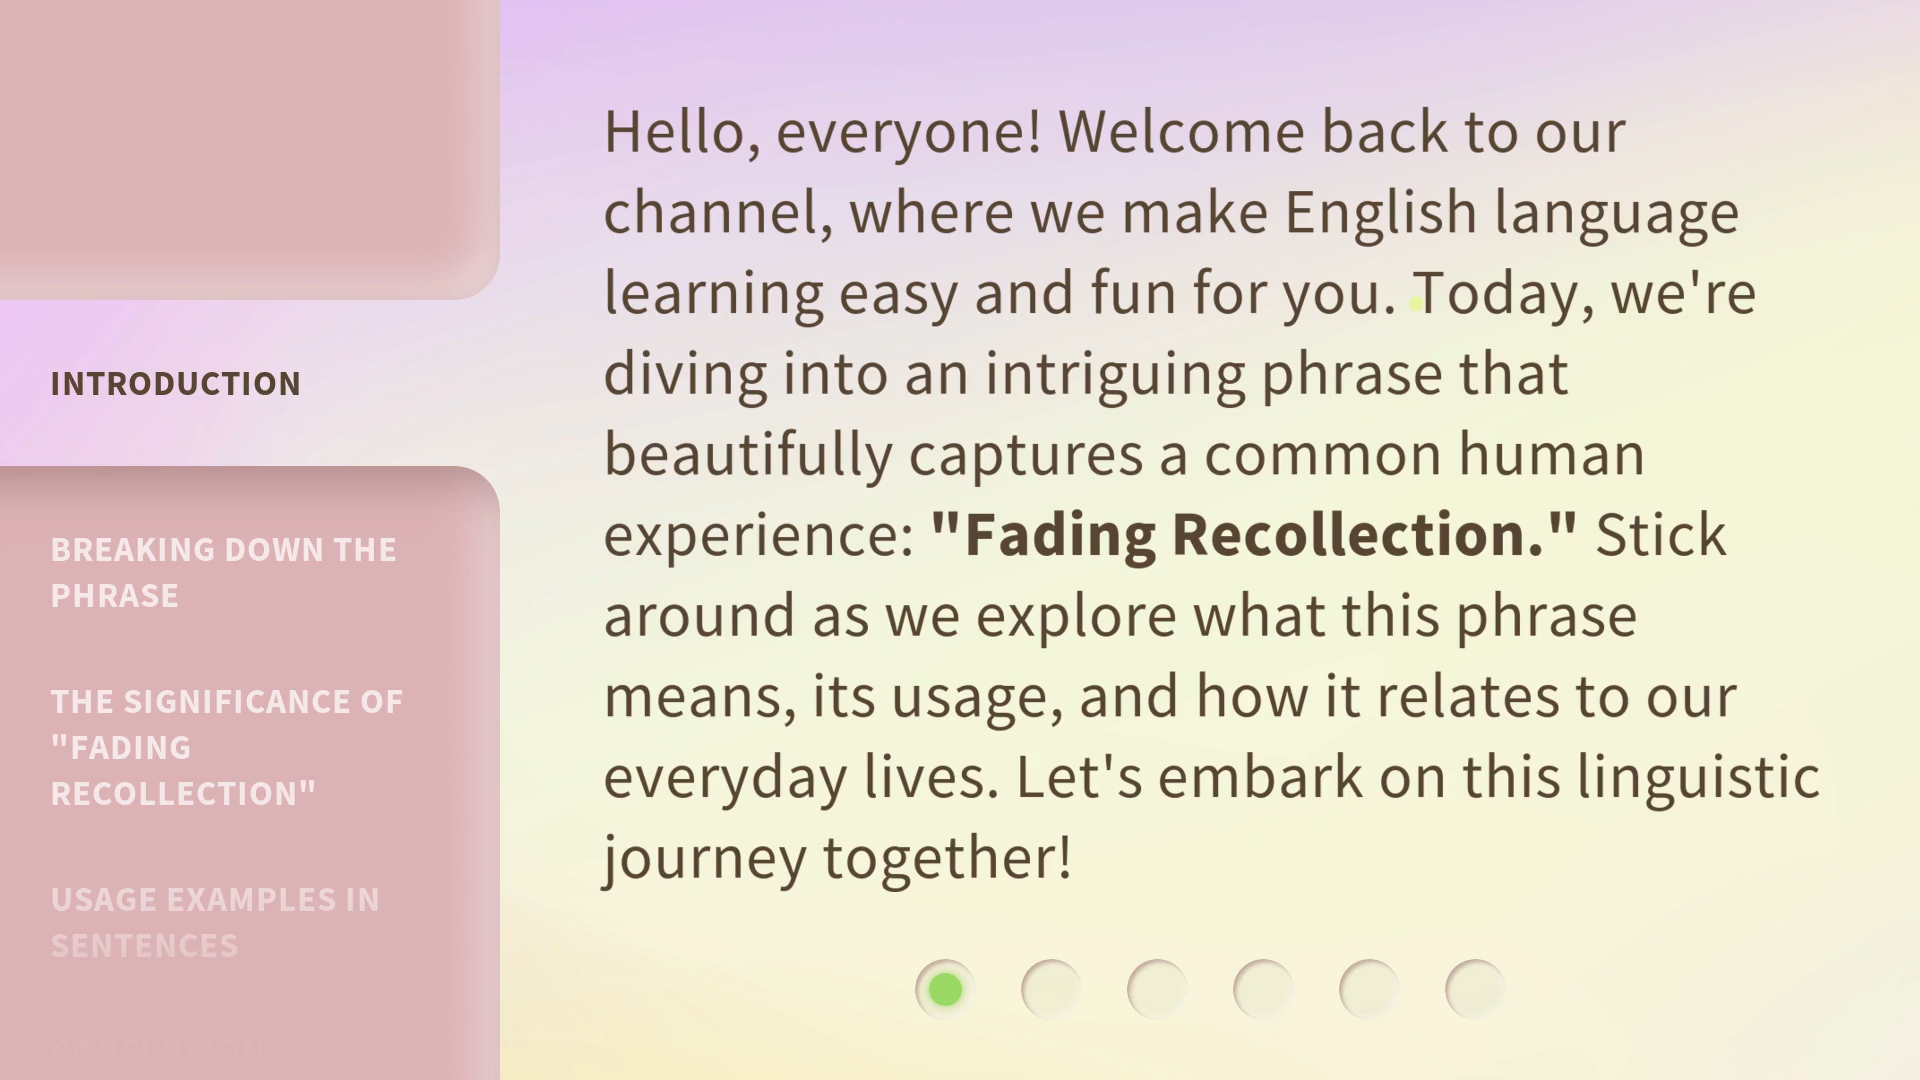 INTRODUCTION
BREAKING DOWN THE
PHRASE
THE SIGNIFICANCE OF
"FADING
RECOLLECTION"
USAGE EXAMPLES IN
SENTENCES
CONCLUSION
Hello, everyone! Welcome back to our
channel, where we make English language
learning easy and fun for you. Today, we're
diving into an intriguing phrase that
beautifully captures a common human
experience: "Fading Recollection." Stick
around as we explore what this phrase
means, its usage, and how it relates to our
everyday lives. Let's embark on this linguistic
journey together!